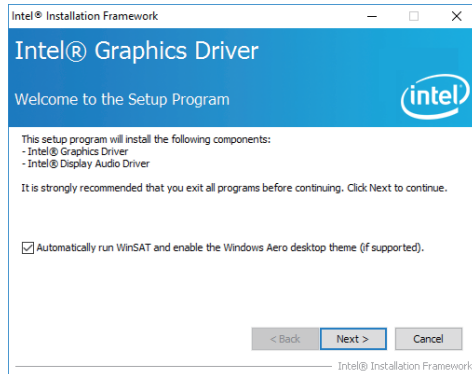 Intel® Installation Framework
Intel® Graphics Driver
Welcome to the Setup Program
intel
This setup program will install the following components:
- Intel® Graphics Driver
- Intel® Display Audio Driver
It is strongly recommended that you exit all programs before continuing. Click Next to continue.
Automatically run WinSAT and enable the Windows Aero desktop theme (if supported).
< Back Next > Cancel
Intel® Installation Framework